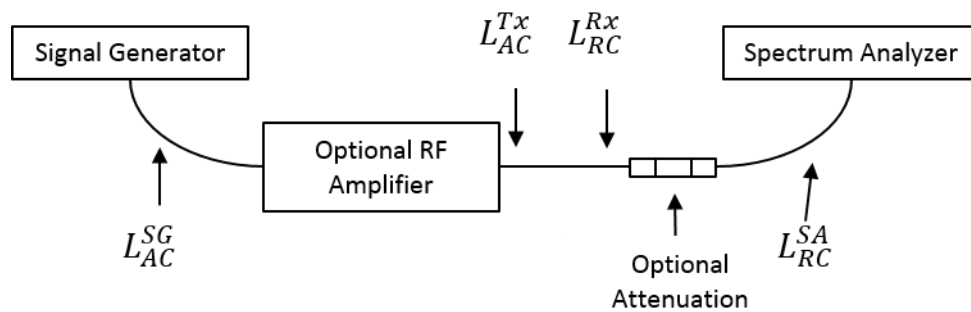 Signal Generator
L_{AC}^{Tx}
L_{RC}^{Rx}
Spectrum Analyzer
Optional RF
Amplifier
L_{AC}^{SG}
L_{RC}^{SA}
Optional
Attenuation